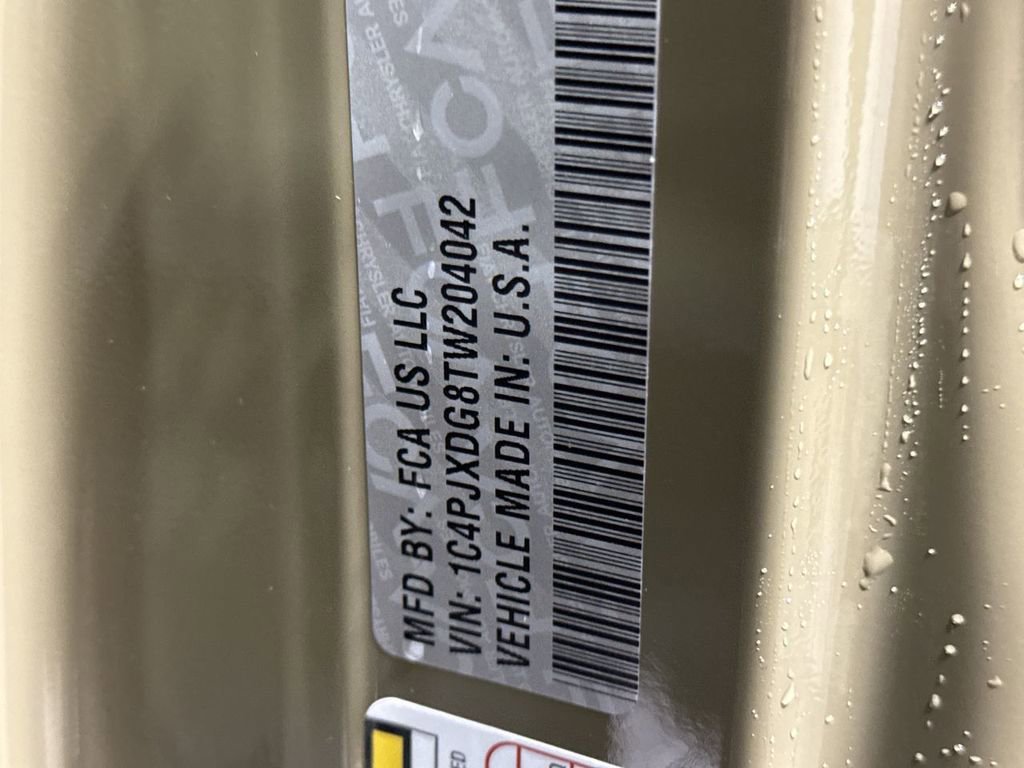 MFD BY: FCA US LLC
VIN: 1C4PJXDG8TW204042
VEHICLE MADE IN: U.S.A.